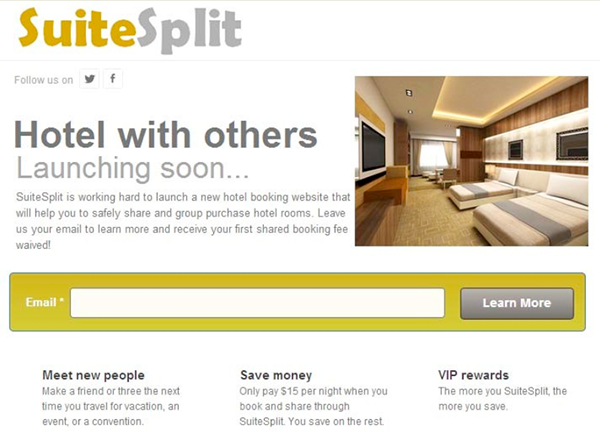 SuiteSplit
Follow us on
Hotel with others
Launching soon...
SuiteSplit is working hard to launch a new hotel booking website that
will help you to safely share and group purchase hotel rooms. Leave
us your email to learn more and receive your first shared booking fee
waived!
Email *
Learn More
Meet new people
Make a friend or three the next
time you travel for vacation, an
event, or a convention.
Save money
Only pay $15 per night when you
book and share through
SuiteSplit. You save on the rest.
VIP rewards
The more you SuiteSplit, the
more you save.